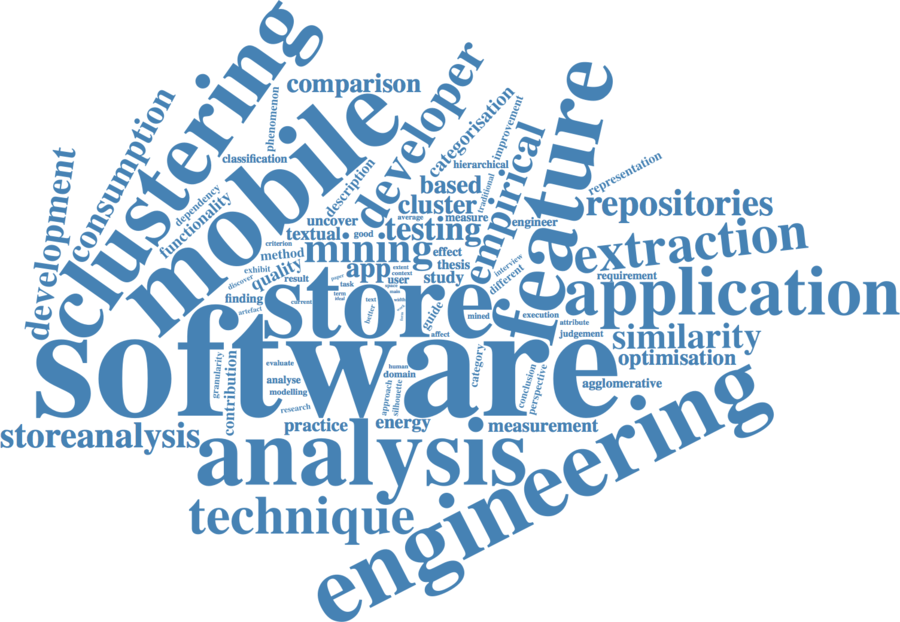 clustering
comparison
mobile
developer
feature
consumption
phenomenon
categorisation
improvement
classification
hierarchical
empirical
development
description
traditional
representation
dependency
functionality
based
cluster
repositories
uncover
average
measure
textual
good
testing
engineer
criterion
method
mining
effect
extraction
exhibit
discover
quality
app
extent
context
thesis
interview
different
result
paper
task
user
study
requirement
finding
store
application
current
term
text
better
guide
mined
execution
artefact
affect
attribute
judgement
similarity
software
optimisation
granularity
contribution
evaluate
human
domain
category
conclusion
perspective
analyse
modelling
approach
silhouette
agglomerative
research
practice
energy
measurement
storeanalysis
analysis
engineering
technique